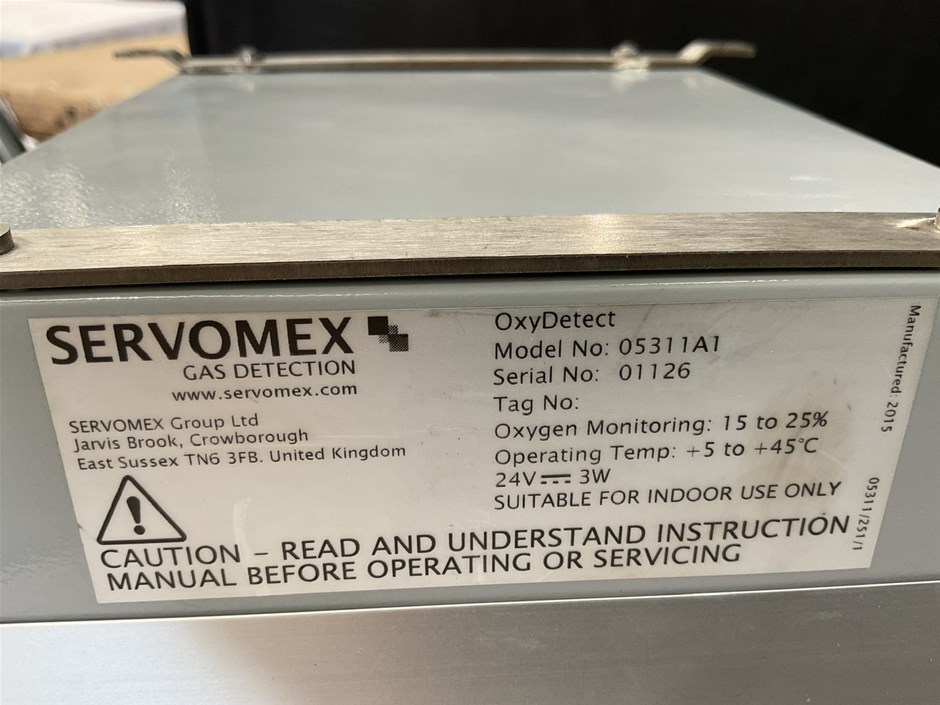 SERVOMEX
GAS DETECTION
www.servomex.com
SERVOMEX Group Ltd
Jarvis Brook, Crowborough
East Sussex TN6 3FB. United Kingdom
OxyDetect
Model No: 05311A1
Serial No: 01126
Tag No:
Oxygen Monitoring: 15 to 25%
Operating Temp: +5 to +45°C
24V⎓ 3W
SUITABLE FOR INDOOR USE ONLY
CAUTION – READ AND UNDERSTAND INSTRUCTION
MANUAL BEFORE OPERATING OR SERVICING
Manufactured: 2015
05311/251/1